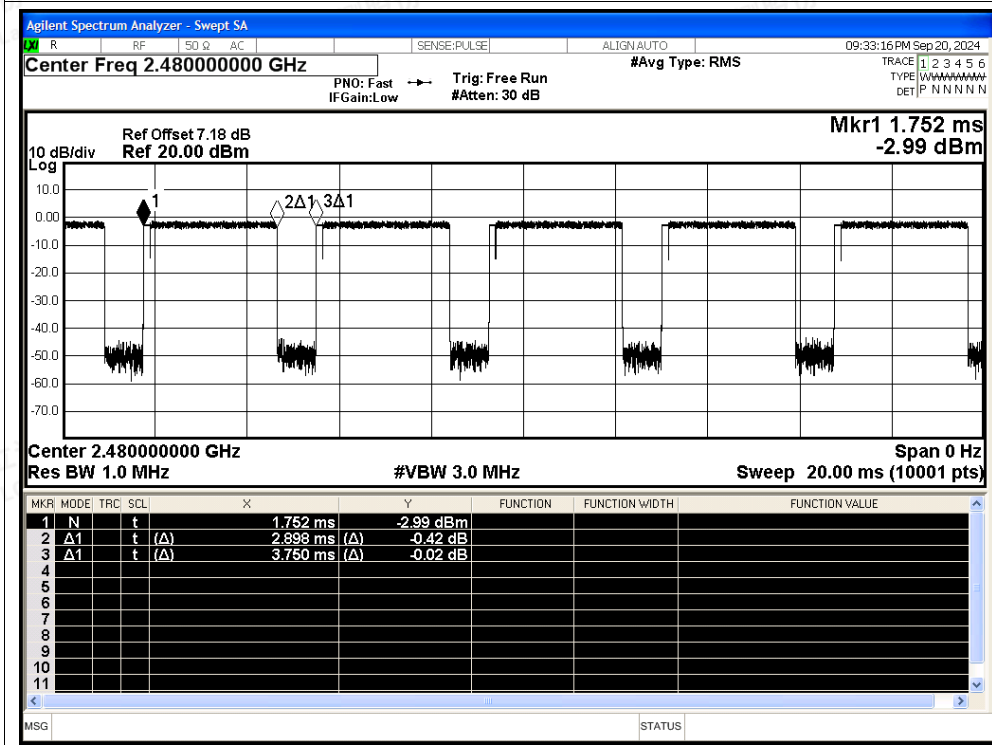 Agilent Spectrum Analyzer - Swept SA
LXI R RF 50 Ω AC SENSE:PULSE ALIGN AUTO 09:33:16 PM Sep 20, 2024
Center Freq 2.480000000 GHz #Avg Type: RMS TRACE 1 2 3 4 5 6
PNO: Fast Trig: Free Run TYPE WWWWWW
IFGain:Low #Atten: 30 dB DET P N N N N N
Mkr1 1.752 ms
Ref Offset 7.18 dB
10 dB/div Ref 20.00 dBm -2.99 dBm
Log
10.0
1 2Δ1 3Δ1
0.00
-10.0
-20.0
-30.0
-40.0
-50.0
-60.0
-70.0
Center 2.480000000 GHz Span 0 Hz
Res BW 1.0 MHz #VBW 3.0 MHz Sweep 20.00 ms (10001 pts)
MKR MODE TRC SCL X Y FUNCTION FUNCTION WIDTH FUNCTION VALUE
1 N t 1.752 ms -2.99 dBm
2 Δ1 t (Δ) 2.898 ms (Δ) -0.42 dB
3 Δ1 t (Δ) 3.750 ms (Δ) -0.02 dB
4
5
6
7
8
9
10
11
MSG STATUS